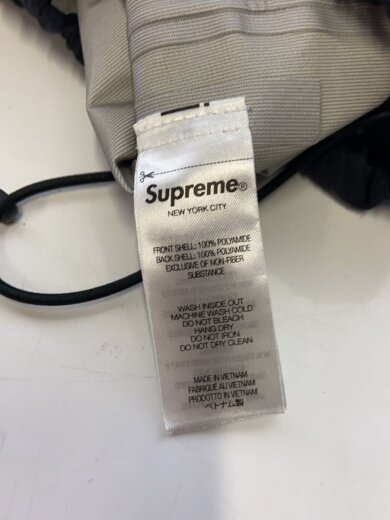 Supreme®
NEW YORK CITY
FRONT SHELL: 100% POLYAMIDE
BACK SHELL: 100% POLYAMIDE
EXCLUSIVE OF NON-FIBER
SUBSTANCE
WASH INSIDE OUT
MACHINE WASH COLD
DO NOT BLEACH
HANG DRY
DO NOT IRON
DO NOT DRY CLEAN
MADE IN VIETNAM
FABRIQUÉ AU VIETNAM
PRODOTTO IN VIETNAM
ベトナム製